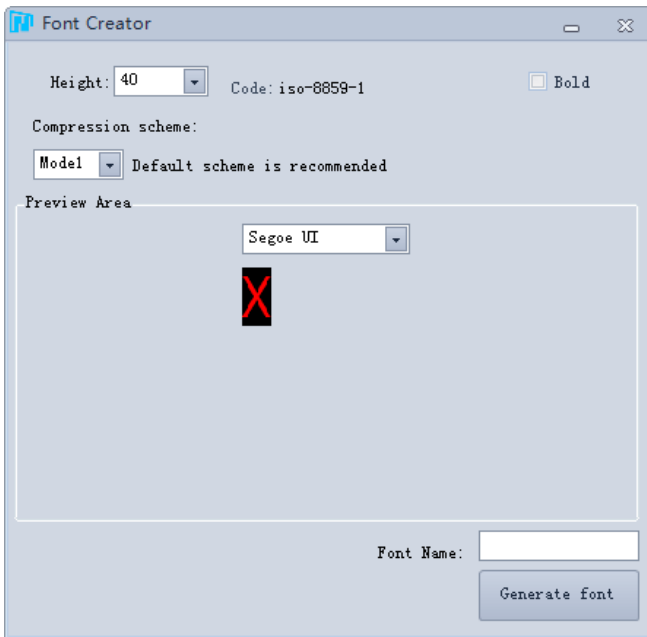 Font Creator
Height: 40 Code: iso-8859-1 Bold
Compression scheme:
Mode1 Default scheme is recommended
Preview Area
Segoe UI
X
Font Name:
Generate font